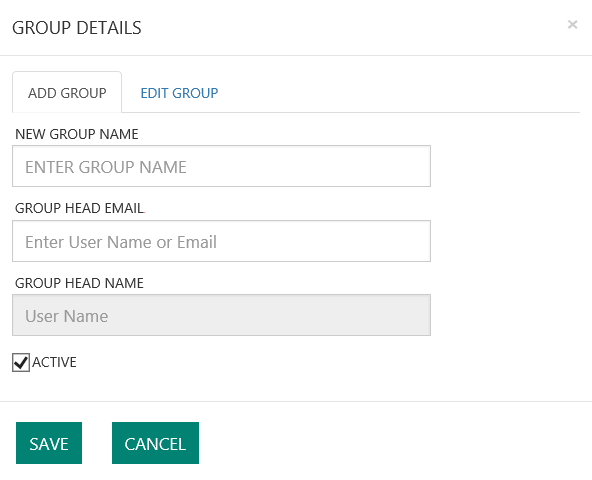 GROUP DETAILS ×
ADD GROUP EDIT GROUP
NEW GROUP NAME
ENTER GROUP NAME
GROUP HEAD EMAIL
Enter User Name or Email
GROUP HEAD NAME
User Name
ACTIVE
SAVE CANCEL